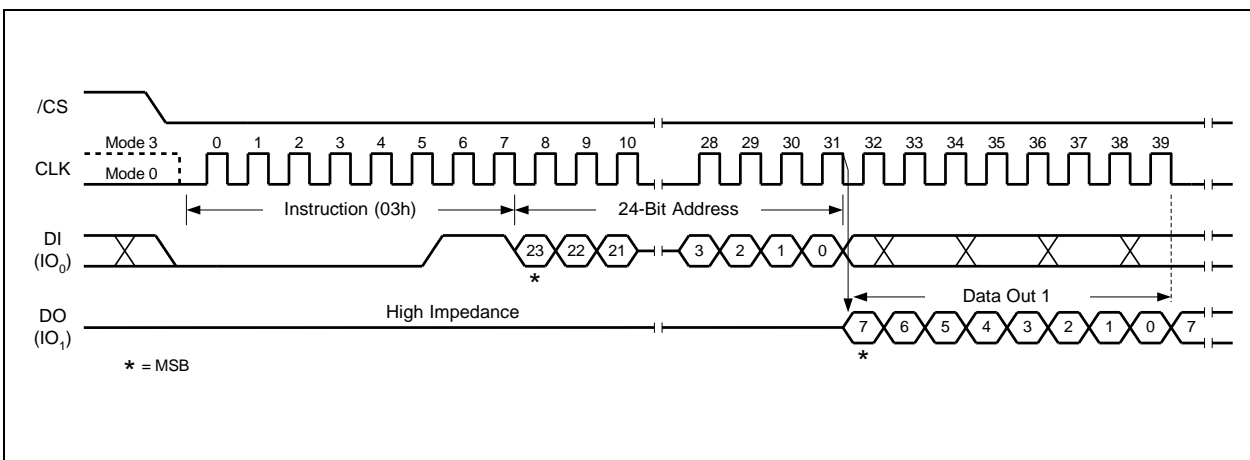 /CS
Mode 3
0 1 2 3 4 5 6 7 8 9 10 28 29 30 31 32 33 34 35 36 37 38 39
CLK
Mode 0
Instruction (03h) 24-Bit Address
DI
(IO0)
23 22 21 3 2 1 0
*
Data Out 1
High Impedance
DO
(IO1)
7 6 5 4 3 2 1 0 7
*
* = MSB